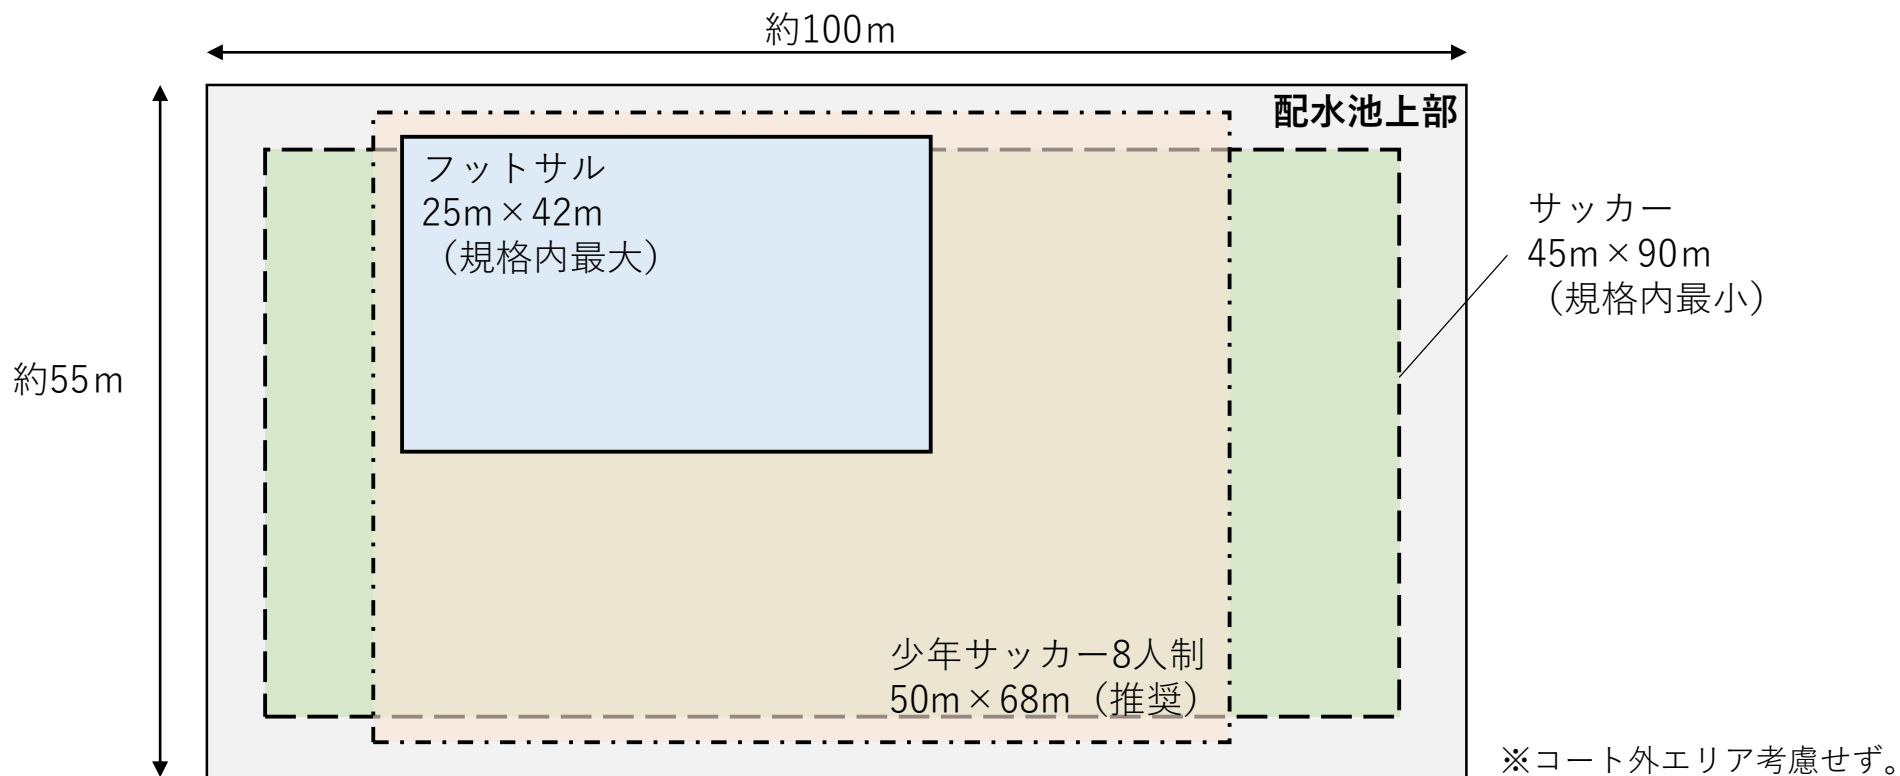 約100ｍ
配水池上部
フットサル
25m×42m
（規格内最大）
サッカー
45m×90ｍ
（規格内最小）
約55ｍ
少年サッカー8人制
50m×68m（推奨）
※コート外エリア考慮せず。